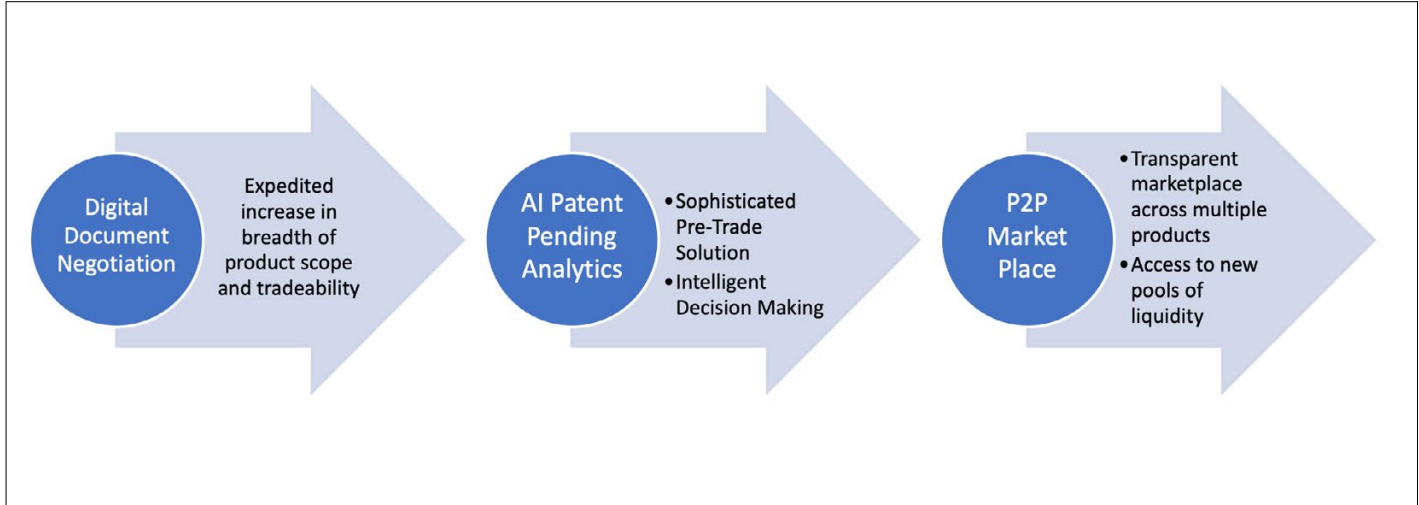 Digital
Document
Negotiation
Expedited
increase in
breadth of
product scope
and tradeability
AI Patent
Pending
Analytics
•Sophisticated
Pre-Trade
Solution
•Intelligent
Decision Making
P2P
Market
Place
•Transparent
marketplace
across multiple
products
•Access to new
pools of
liquidity